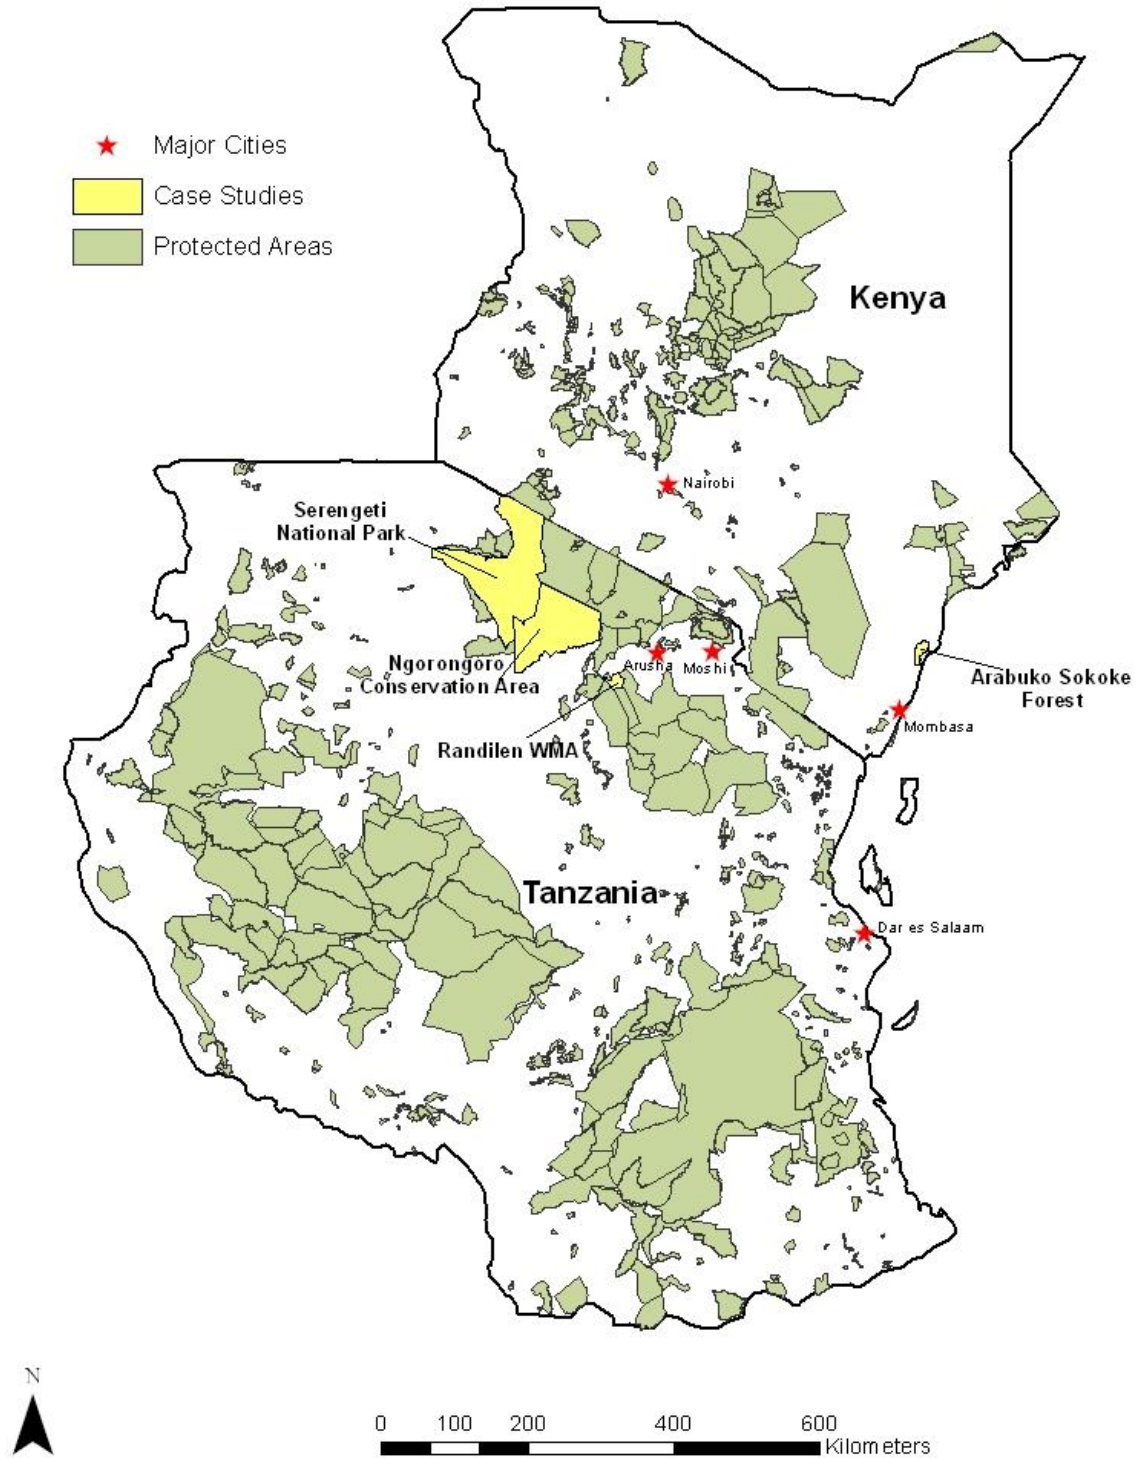 Major Cities
Case Studies
Protected Areas
Kenya
Nairobi
Serengeti
National Park
Ngorongoro
Conservation Area
Arusha
Moshi
Arabuko Sokoke
Forest
Mombasa
Randilen WMA
Tanzania
Dar es Salaam
N
0 100 200 400 600
Kilometers